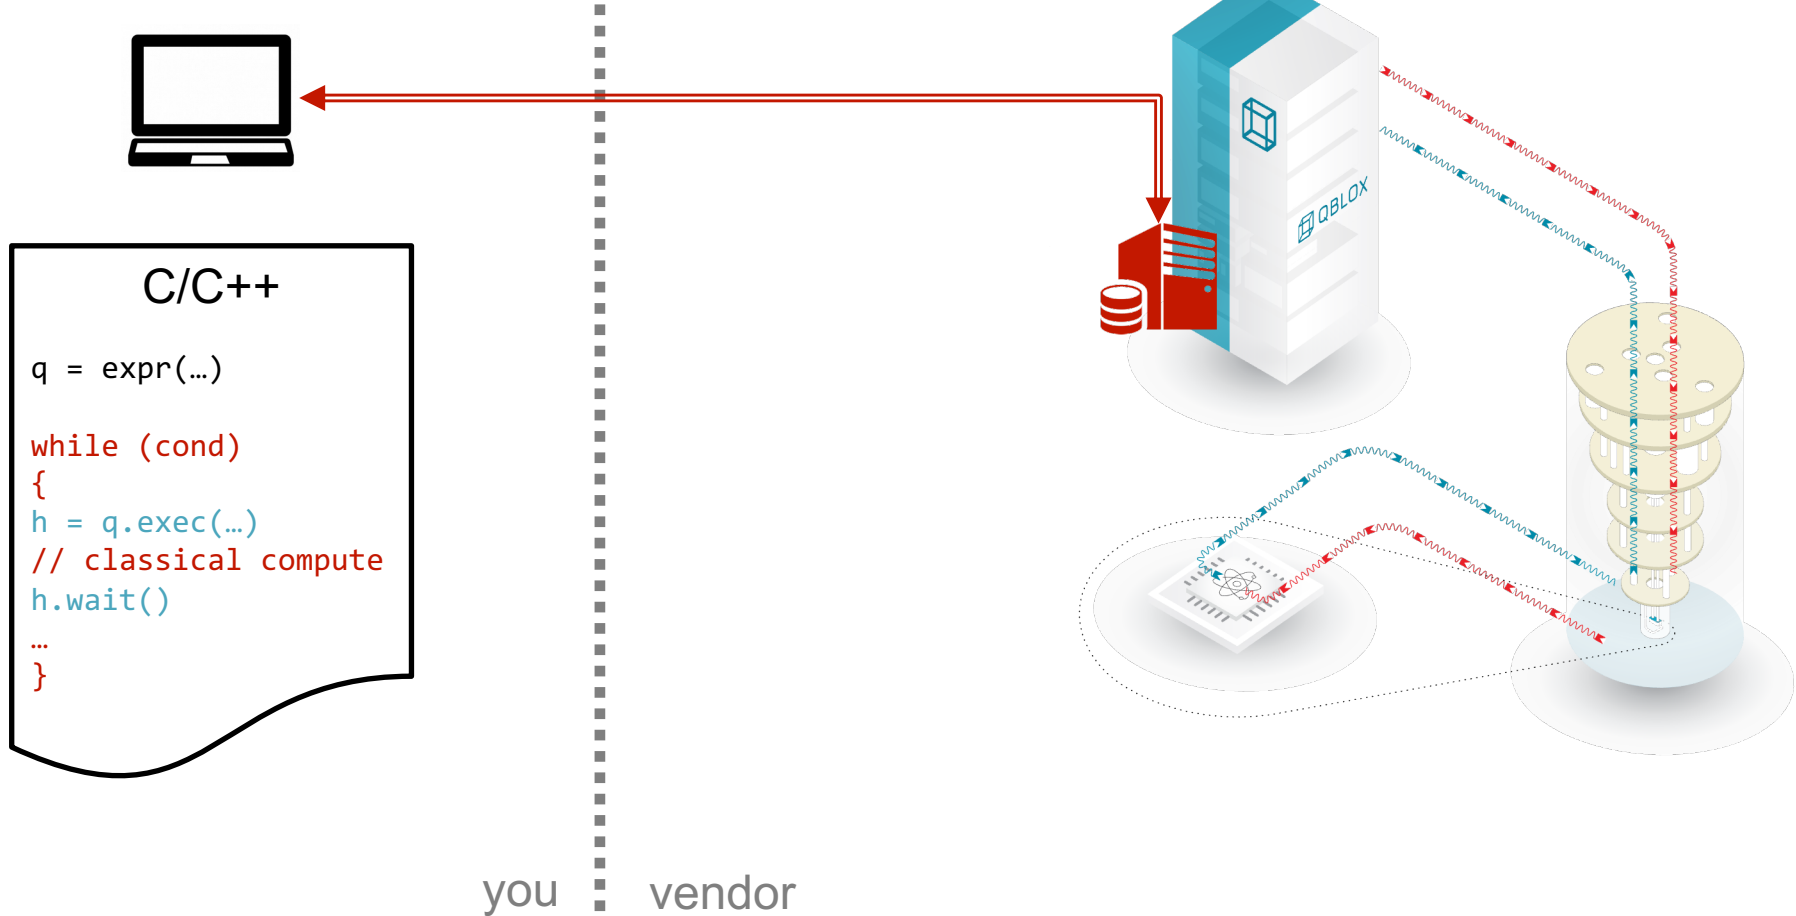 C/C++
q = expr(…)
while (cond)
{
h = q.exec(…)
// classical compute
h.wait()
…
}
QBLOX
you
vendor